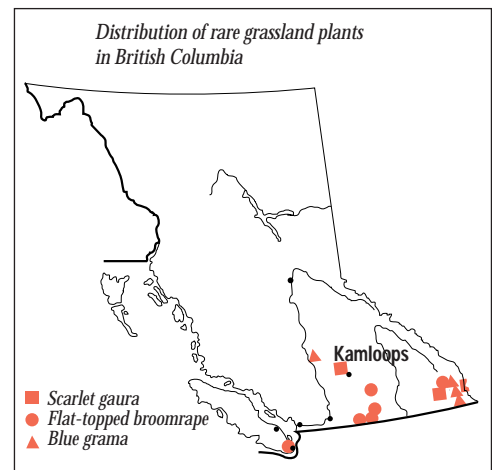 Distribution of rare grassland plants
in British Columbia
Kamloops
Scarlet gaura
Flat-topped broomrape
Blue grama